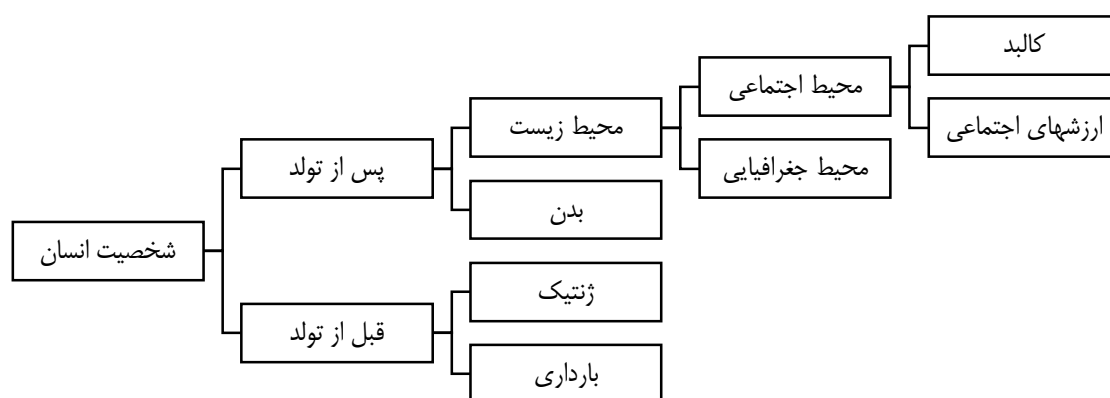 شخصیت انسان
پس از تولد
محیط زیست
محیط اجتماعی
کالبد
ارزشهای اجتماعی
محیط جغرافیایی
بدن
قبل از تولد
ژنتیک
بارداری